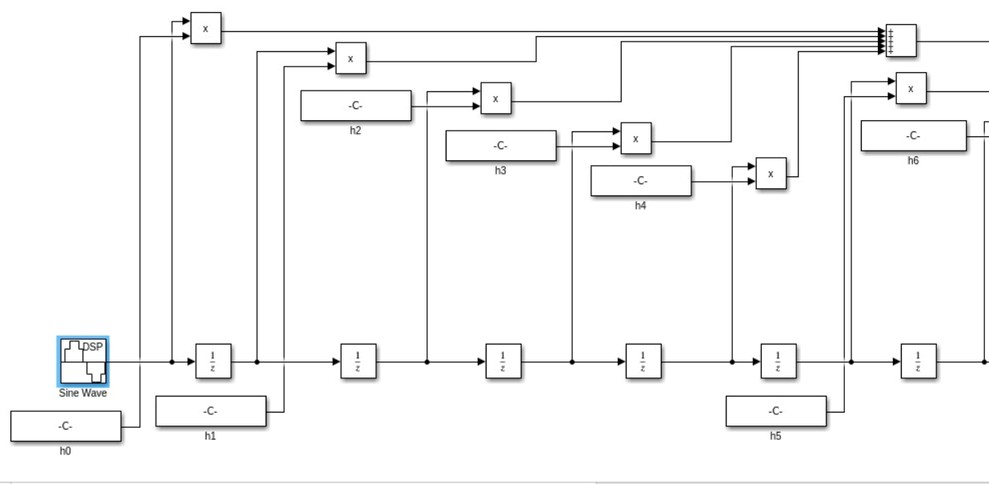 x
x
x
x
x
x
+
+
+
+
+
-C-
h2
-C-
h3
-C-
h4
-C-
h6
DSP
Sine Wave
1
z
1
z
1
z
1
z
1
z
1
z
-C-
h0
-C-
h1
-C-
h5